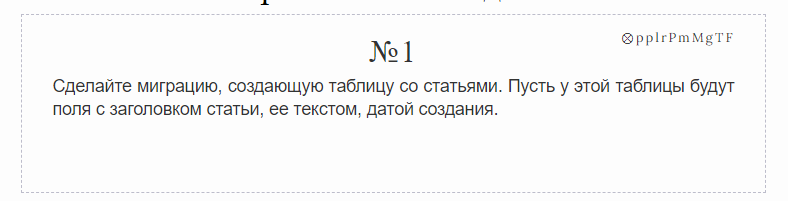 ⊗pplrPmMgTF
№1
Сделайте миграцию, создающую таблицу со статьями. Пусть у этой таблицы будут
поля с заголовком статьи, ее текстом, датой создания.